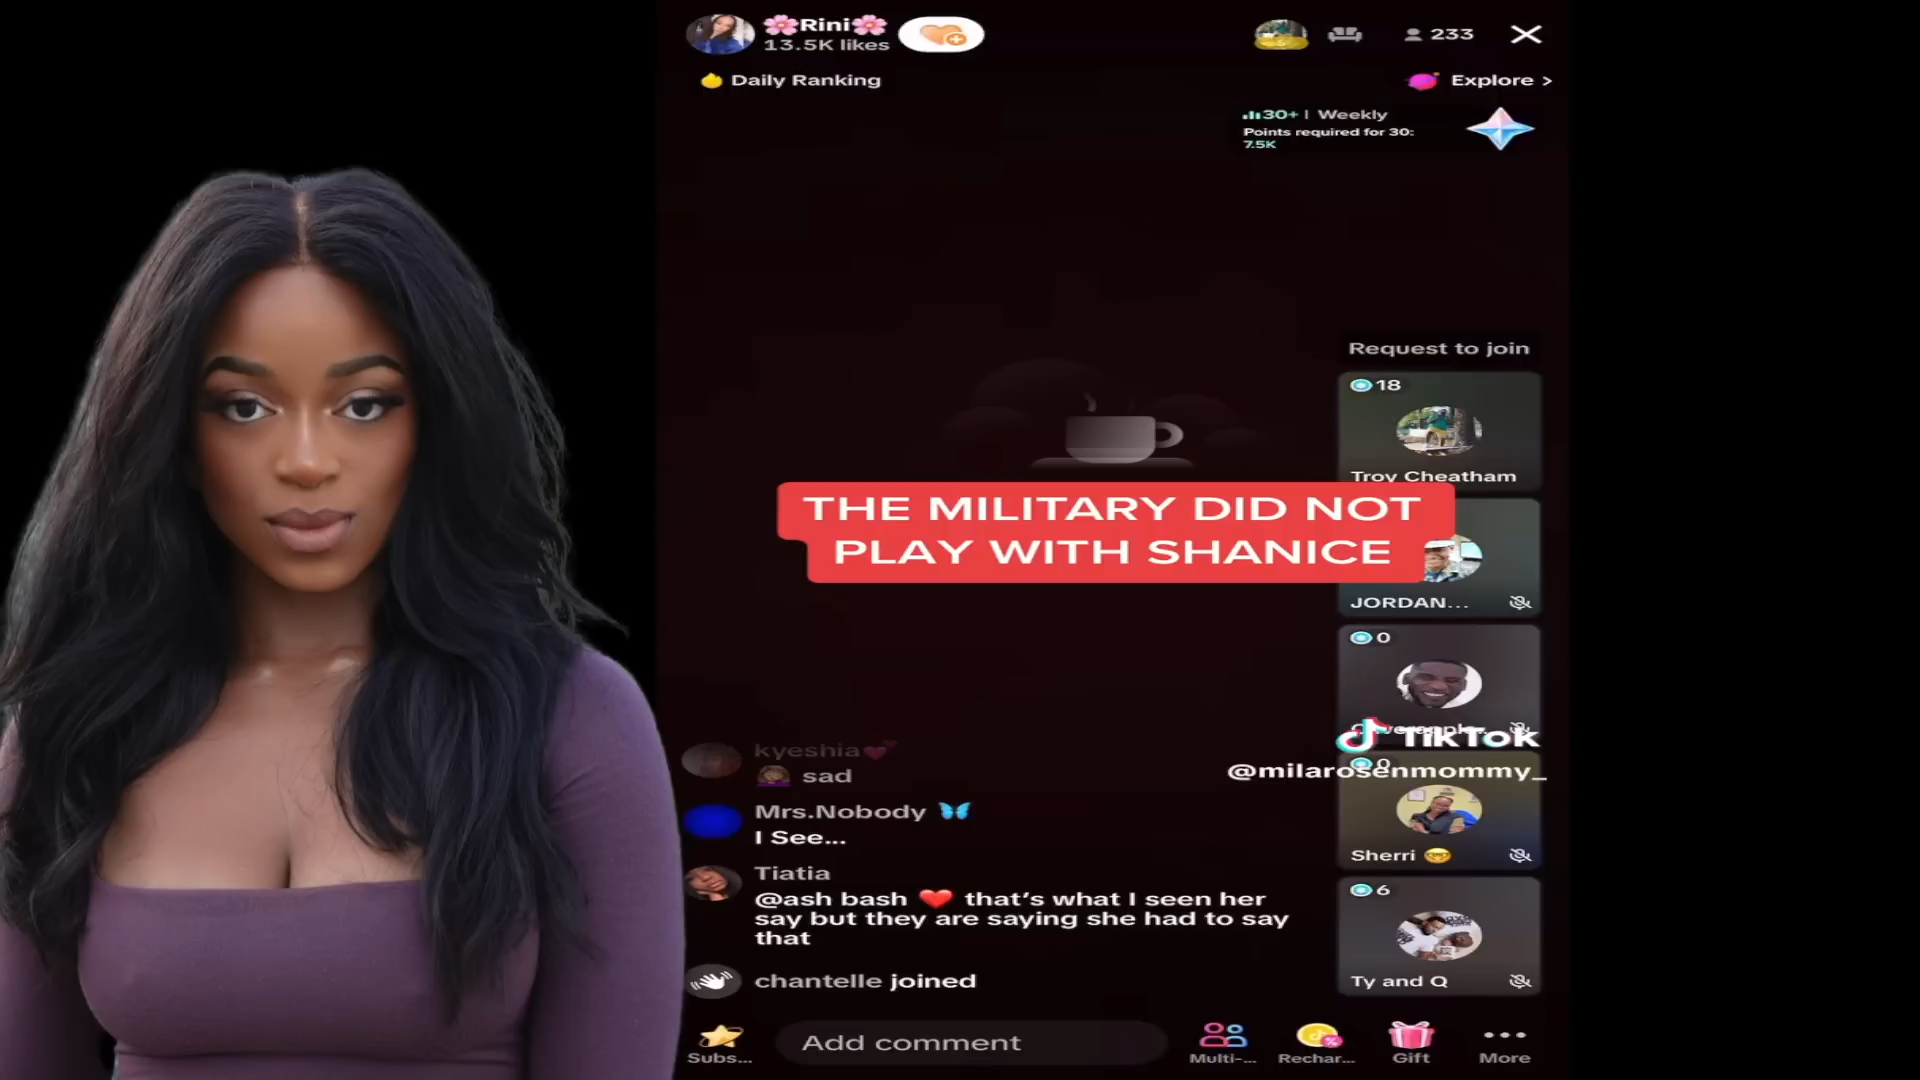 🌸Rini🌸
13.5K likes
233
Daily Ranking
Explore >
30+ | Weekly
Points required for 30:
7.5K
Request to join
18
Troy Cheatham
THE MILITARY DID NOT
PLAY WITH SHANICE
JORDAN...
0
TikTok
@milarosenmommy_
0
kyeshia💕
🤦🏽‍♀️ sad
Mrs.Nobody 🦋
I See...
Sherri 🤓
Tiatia
@ash bash ❤️ that's what I seen her
say but they are saying she had to say
that
6
Ty and Q
chantelle joined
Subs...
Add comment
Multi-...
Rechar...
Gift
More